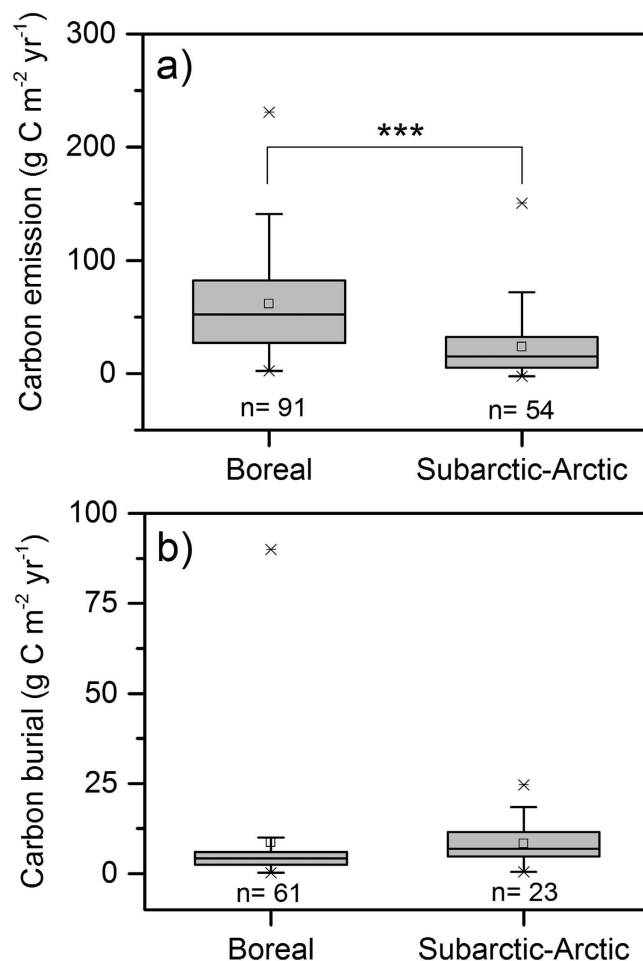 a)
Carbon emission (g C m⁻² yr⁻¹)
300
200
100
0
***
n= 91
n= 54
Boreal
Subarctic-Arctic
b)
Carbon burial (g C m⁻² yr⁻¹)
100
75
50
25
0
n= 61
n= 23
Boreal
Subarctic-Arctic